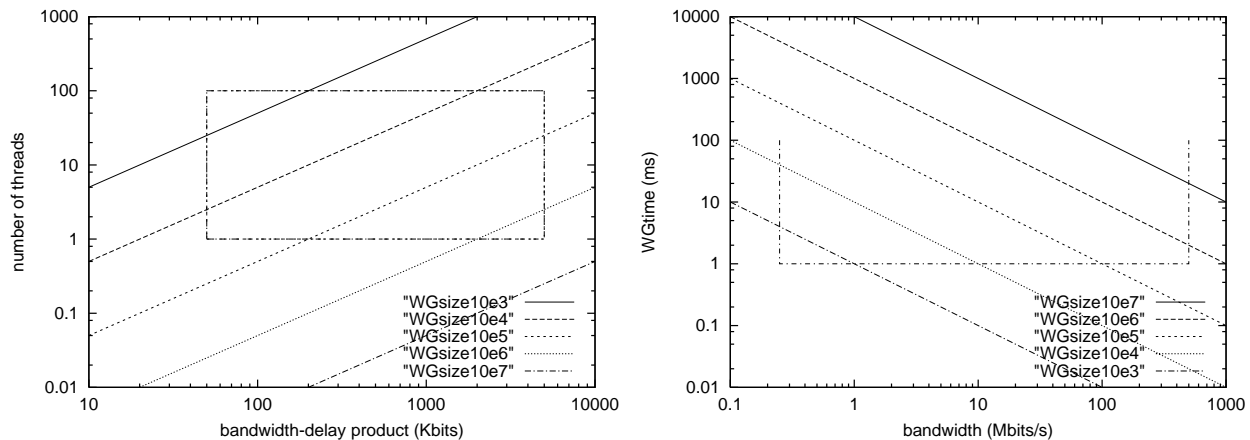 1000
100
10
1
0.1
0.01
number of threads
"WGsize10e3"
"WGsize10e4"
"WGsize10e5"
"WGsize10e6"
"WGsize10e7"
10 100 1000 10000
bandwidth-delay product (Kbits)
10000
1000
100
10
1
0.1
0.01
WGtime (ms)
"WGsize10e7"
"WGsize10e6"
"WGsize10e5"
"WGsize10e4"
"WGsize10e3"
0.1 1 10 100 1000
bandwidth (Mbits/s)